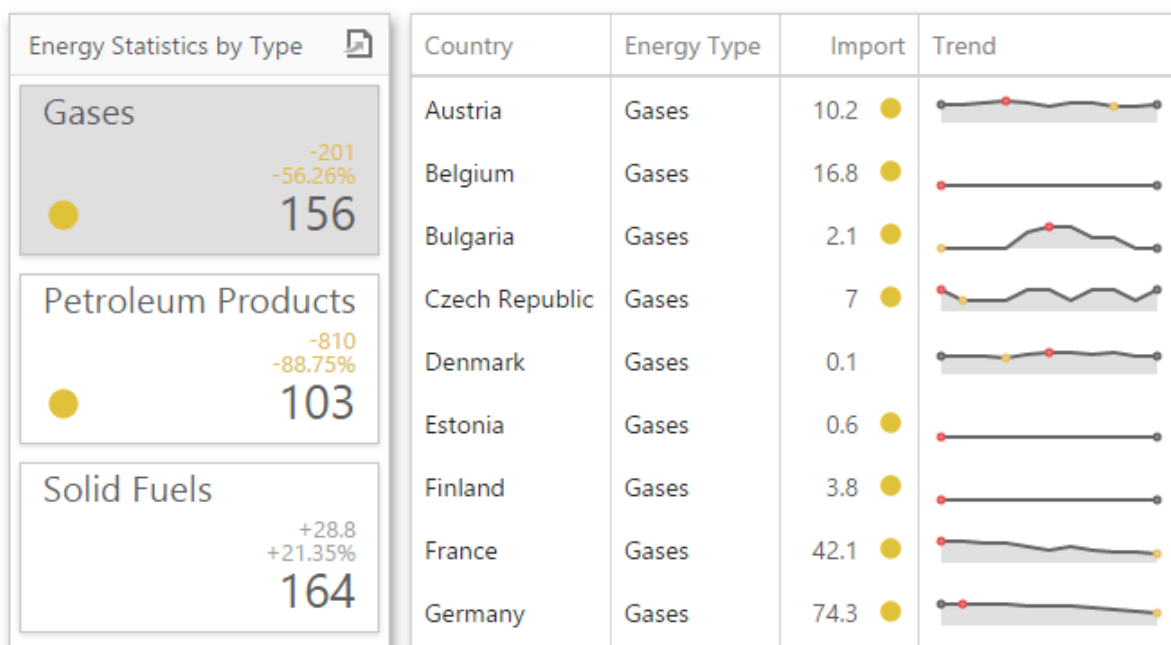 Energy Statistics by Type
Gases
-201
-56.26%
156
Petroleum Products
-810
-88.75%
103
Solid Fuels
+28.8
+21.35%
164
Country Energy Type Import Trend
Austria Gases 10.2
Belgium Gases 16.8
Bulgaria Gases 2.1
Czech Republic Gases 7
Denmark Gases 0.1
Estonia Gases 0.6
Finland Gases 3.8
France Gases 42.1
Germany Gases 74.3